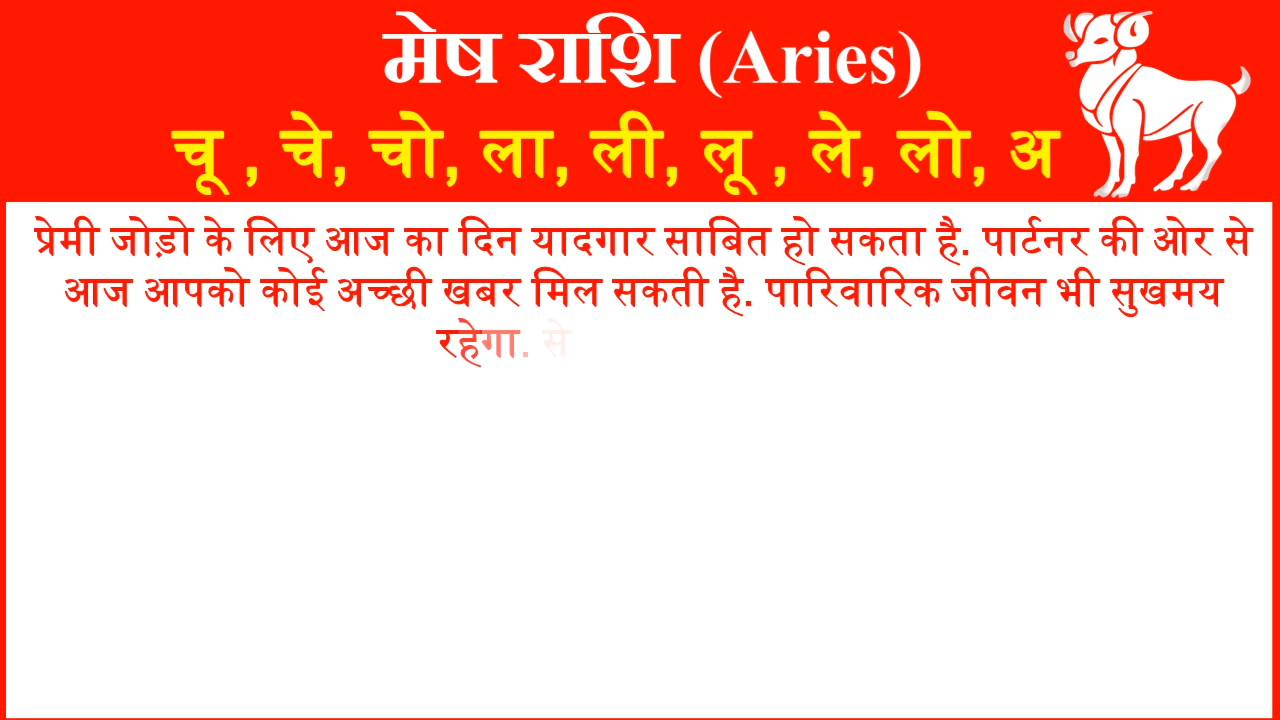 मेष राशि (Aries)
चू , चे, चो, ला, ली, लू , ले, लो, अ
प्रेमी जोड़ो के लिए आज का दिन यादगार साबित हो सकता है. पार्टनर की ओर से
आज आपको कोई अच्छी खबर मिल सकती है. पारिवारिक जीवन भी सुखमय
रहेगा. से